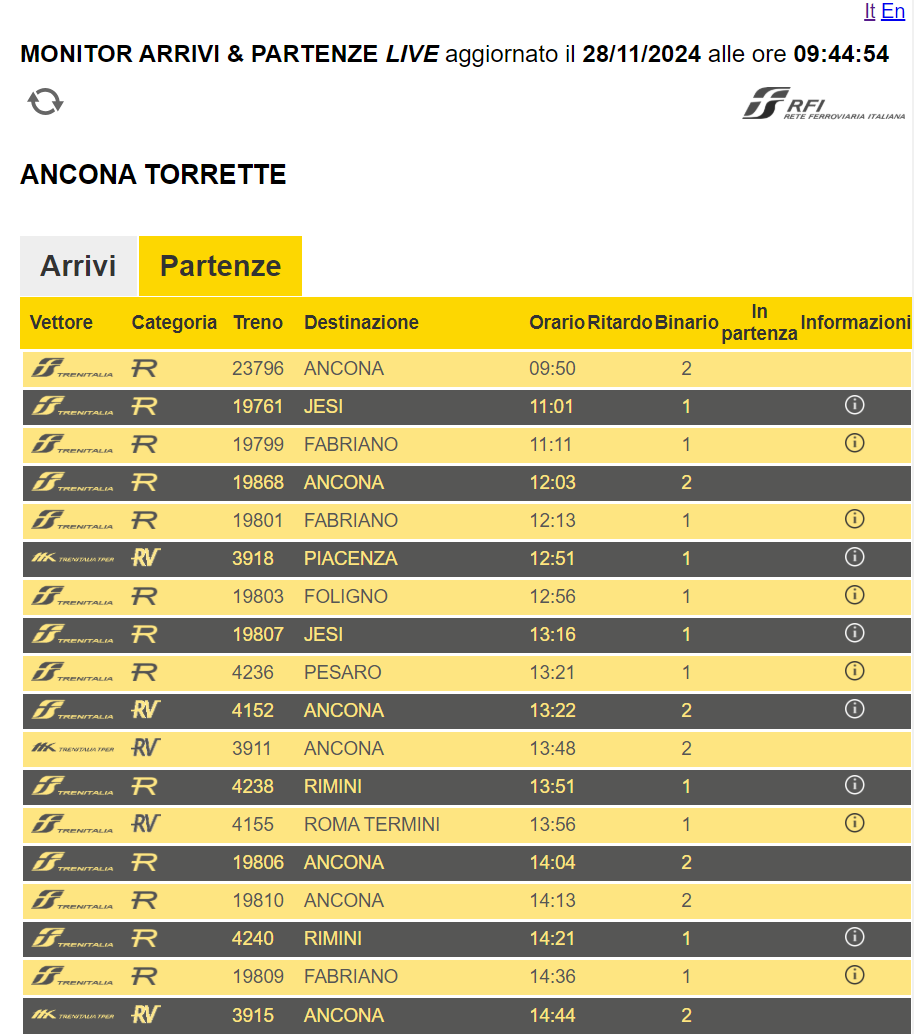 It En
MONITOR ARRIVI & PARTENZE LIVE aggiornato il 28/11/2024 alle ore 09:44:54
RFI
RETE FERROVIARIA ITALIANA
ANCONA TORRETTE
Arrivi Partenze
Vettore Categoria Treno Destinazione Orario Ritardo Binario In partenza Informazioni
TRENITALIA R 23796 ANCONA 09:50 2
TRENITALIA R 19761 JESI 11:01 1
TRENITALIA R 19799 FABRIANO 11:11 1
TRENITALIA R 19868 ANCONA 12:03 2
TRENITALIA R 19801 FABRIANO 12:13 1
TRENITALIA TPER RV 3918 PIACENZA 12:51 1
TRENITALIA R 19803 FOLIGNO 12:56 1
TRENITALIA R 19807 JESI 13:16 1
TRENITALIA R 4236 PESARO 13:21 1
TRENITALIA RV 4152 ANCONA 13:22 2
TRENITALIA TPER RV 3911 ANCONA 13:48 2
TRENITALIA R 4238 RIMINI 13:51 1
TRENITALIA RV 4155 ROMA TERMINI 13:56 1
TRENITALIA R 19806 ANCONA 14:04 2
TRENITALIA R 19810 ANCONA 14:13 2
TRENITALIA R 4240 RIMINI 14:21 1
TRENITALIA R 19809 FABRIANO 14:36 1
TRENITALIA TPER RV 3915 ANCONA 14:44 2